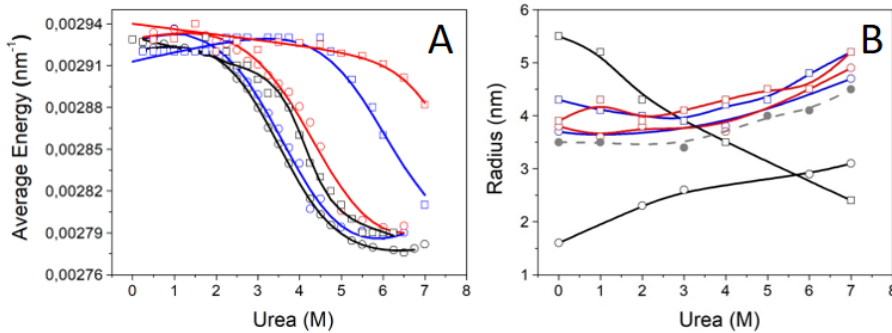 A
Average Energy (nm⁻¹)
0,00294
0,00291
0,00288
0,00285
0,00282
0,00279
0,00276
0 1 2 3 4 5 6 7 8
Urea (M)
B
Radius (nm)
6
5
4
3
2
1
0 1 2 3 4 5 6 7 8
Urea (M)